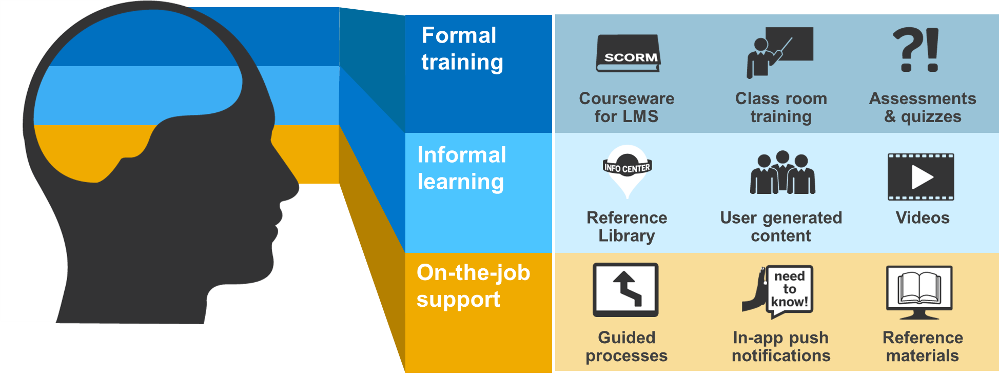 Formal
training
SCORM
Courseware
for LMS
Class room
training
Assessments
& quizzes
?!
Informal
learning
INFO CENTER
Reference
Library
User generated
content
Videos
On-the-job
support
Guided
processes
need
to
know!
In-app push
notifications
Reference
materials